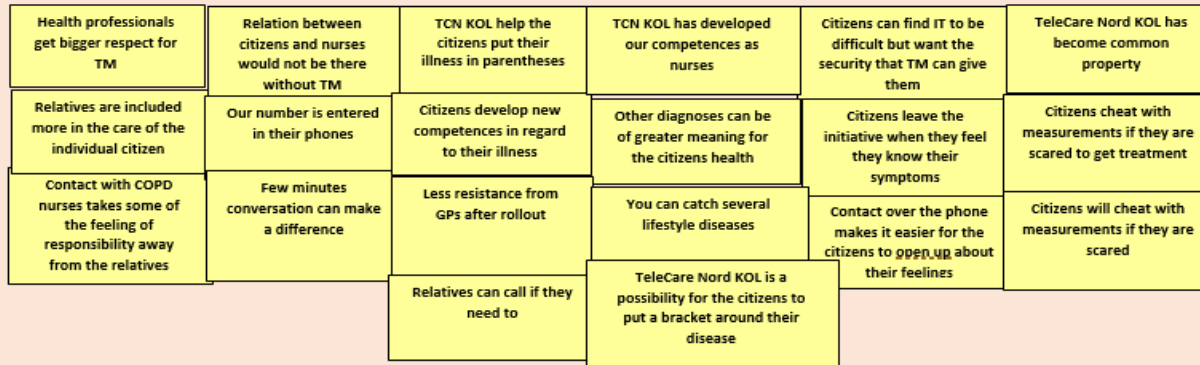 Health professionals
get bigger respect for
TM
Relation between
citizens and nurses
would not be there
without TM
TCN KOL help the
citizens put their
illness in parentheses
TCN KOL has developed
our competences as
nurses
Citizens can find IT to be
difficult but want the
security that TM can give
them
TeleCare Nord KOL has
become common
property
Relatives are included
more in the care of the
individual citizen
Our number is entered
in their phones
Citizens develop new
competences in regard
to their illness
Other diagnoses can be
of greater meaning for
the citizens health
Citizens leave the
initiative when they feel
they know their
symptoms
Citizens cheat with
measurements if they are
scared to get treatment
Contact with COPD
nurses takes some of
the feeling of
responsibility away
from the relatives
Few minutes
conversation can make
a difference
Less resistance from
GPs after rollout
You can catch several
lifestyle diseases
Contact over the phone
makes it easier for the
citizens to open up about
their feelings
Citizens will cheat with
measurements if they are
scared
Relatives can call if they
need to
TeleCare Nord KOL is a
possibility for the citizens to
put a bracket around their
disease